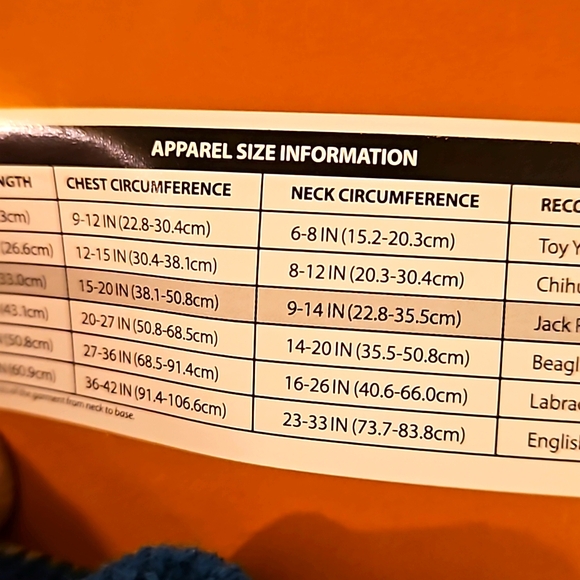 APPAREL SIZE INFORMATION
NGTH CHEST CIRCUMFERENCE NECK CIRCUMFERENCE RECO
3cm) 9-12 IN (22.8-30.4cm) 6-8 IN (15.2-20.3cm) Toy Y
(26.6cm) 12-15 IN (30.4-38.1cm) 8-12 IN (20.3-30.4cm) Chihu
33.0cm) 15-20 IN (38.1-50.8cm) 9-14 IN (22.8-35.5cm) Jack R
(43.1cm) 20-27 IN (50.8-68.5cm) 14-20 IN (35.5-50.8cm) Beagl
(50.8cm) 27-36 IN (68.5-91.4cm) 16-26 IN (40.6-66.0cm) Labrad
(60.9cm) 36-42 IN (91.4-106.6cm) 23-33 IN (73.7-83.8cm) English
of the garment from neck to base.